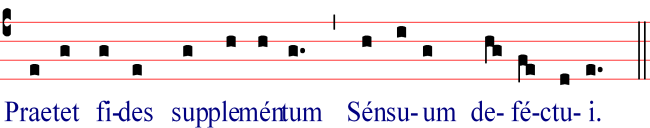 Praetet fi-des suppleméntum Sénsu- um de- fé-ctu- i.